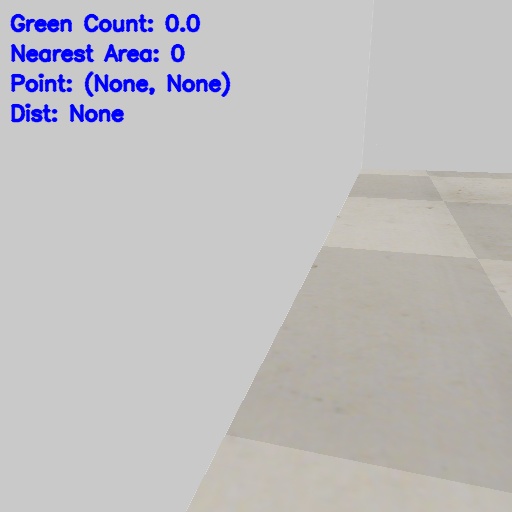 Green Count: 0.0
Nearest Area: 0
Point: (None, None)
Dist: None